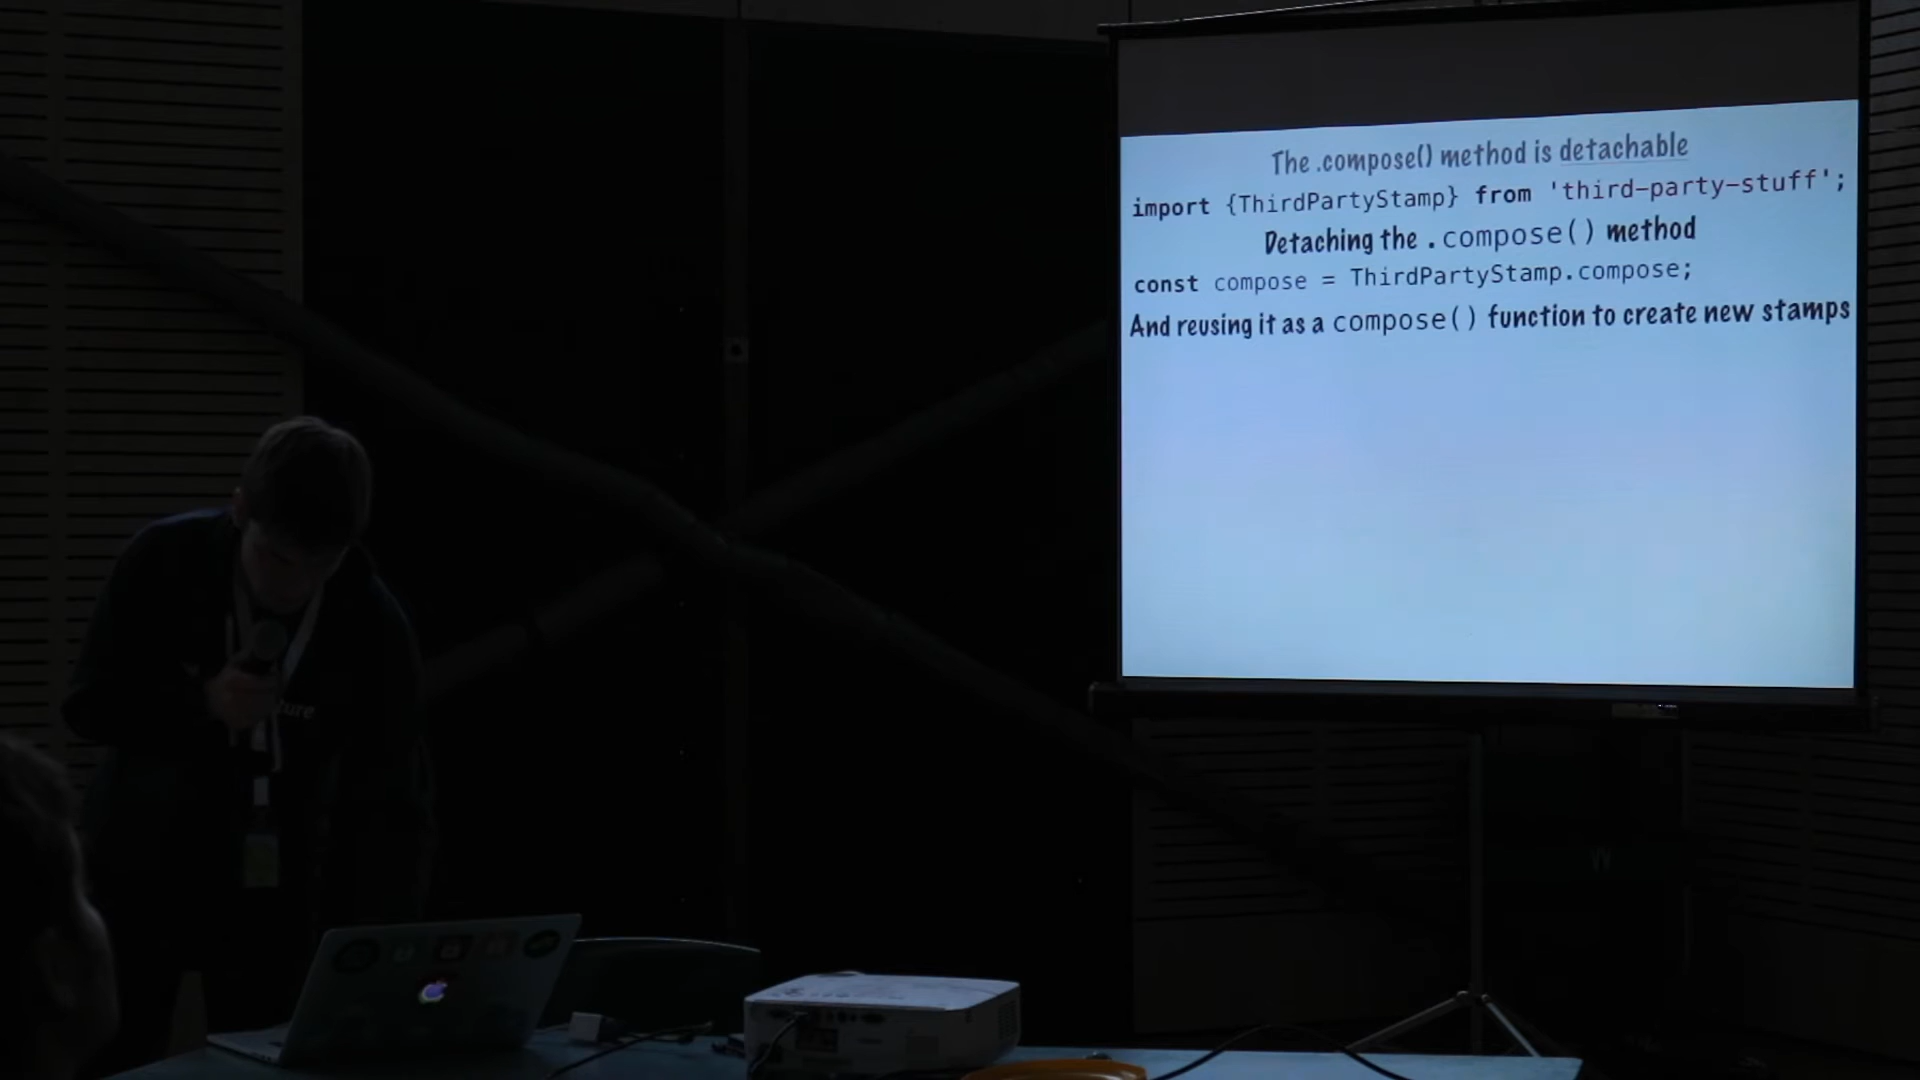 The .compose() method is detachable
import {ThirdPartyStamp} from 'third-party-stuff';
Detaching the .compose() method
const compose = ThirdPartyStamp.compose;
And reusing it as a compose() function to create new stamps
ture